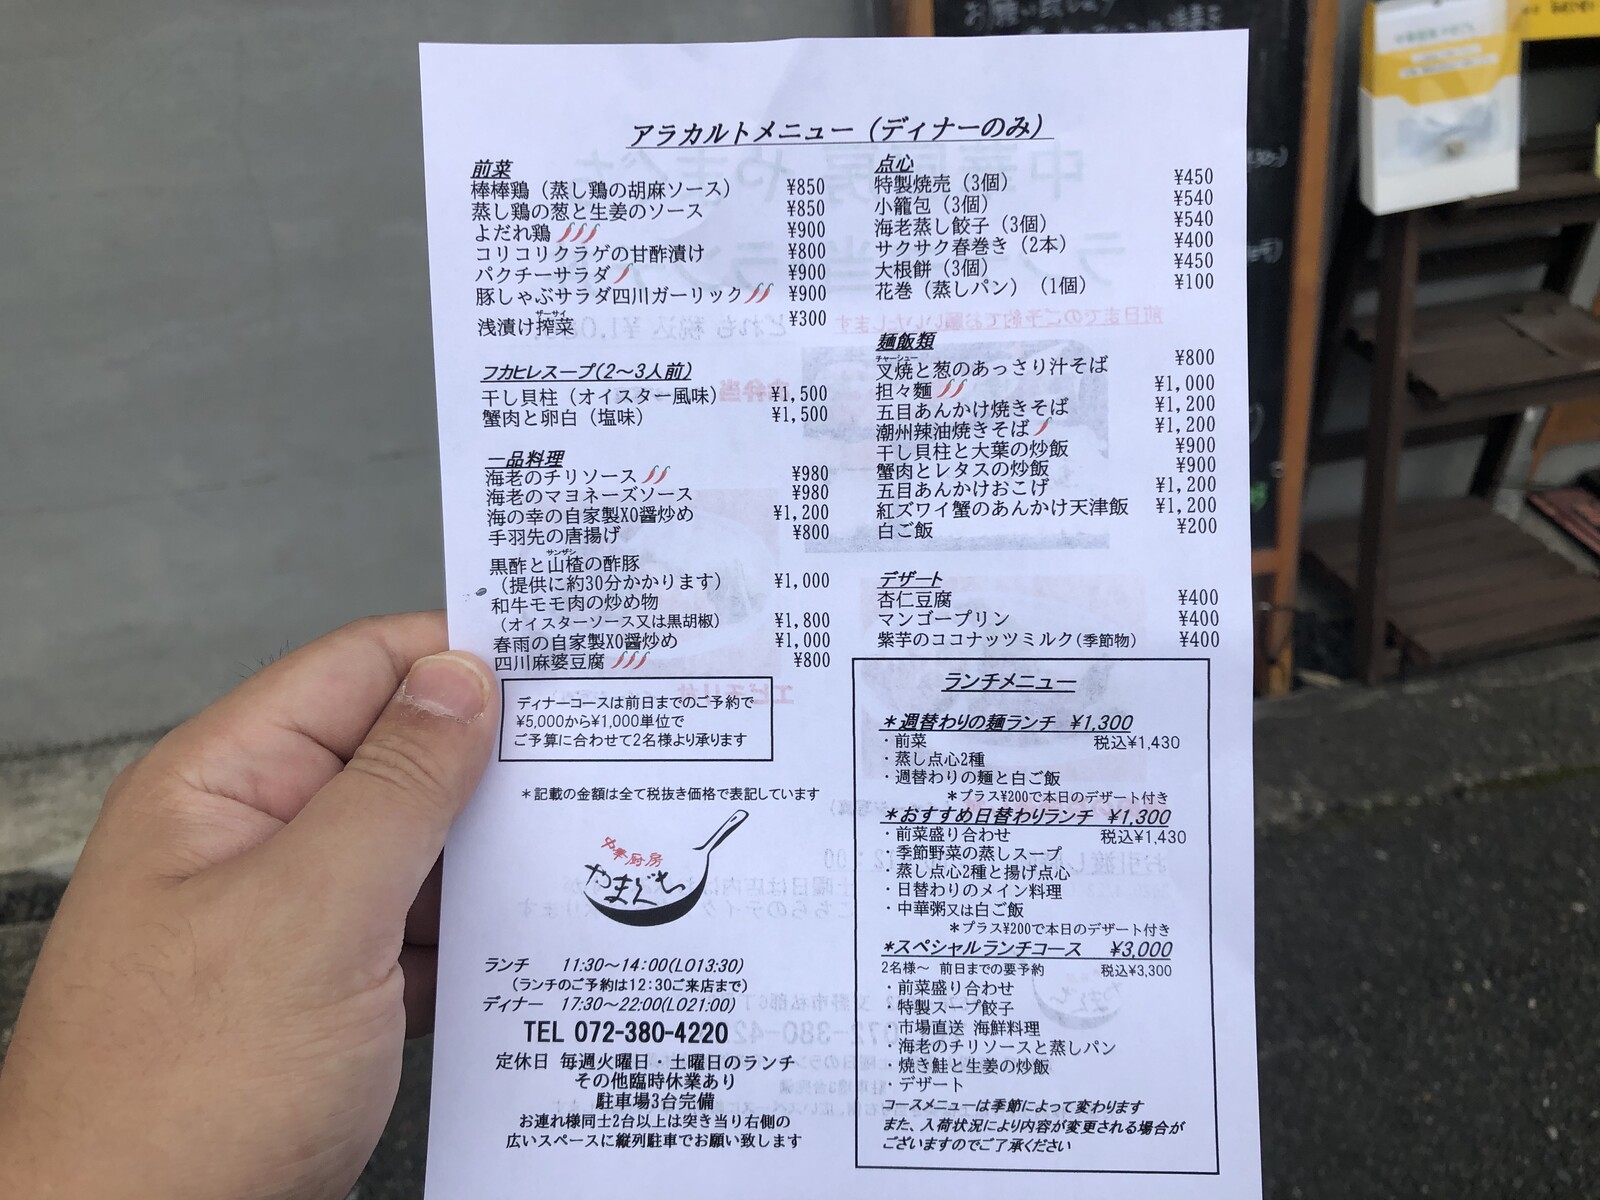 アラカルトメニュー（ディナーのみ）
前菜
棒棒鶏（蒸し鶏の胡麻ソース） ¥850
蒸し鶏の葱と生姜のソース ¥850
よだれ鶏 ¥900
コリコリクラゲの甘酢漬け ¥800
パクチーサラダ ¥900
豚しゃぶサラダ四川ガーリック ¥900
ザーサイ
浅漬け搾菜 ¥300
フカヒレスープ（2～3人前）
干し貝柱（オイスター風味） ¥1,500
蟹肉と卵白（塩味） ¥1,500
一品料理
海老のチリソース ¥980
海老のマヨネーズソース ¥980
海の幸の自家製XO醤炒め ¥1,200
手羽先の唐揚げ ¥800
サンザシ
黒酢と山楂の酢豚
（提供に約30分かかります） ¥1,000
和牛モモ肉の炒め物
（オイスターソース又は黒胡椒） ¥1,800
春雨の自家製XO醤炒め ¥1,000
四川麻婆豆腐 ¥800
ディナーコースは前日までのご予約で
¥5,000から¥1,000単位で
ご予算に合わせて2名様より承ります
＊記載の金額は全て税抜き価格で表記しています
中華厨房
やまぐち
ランチ 11:30～14:00(LO13:30)
（ランチのご予約は12:30ご来店まで）
ディナー 17:30～22:00(LO21:00)
TEL 072-380-4220
定休日 毎週火曜日・土曜日のランチ
その他臨時休業あり
駐車場3台完備
お連れ様同士2台以上は突き当り右側の
広いスペースに縦列駐車でお願い致します
点心
特製焼売（3個） ¥450
小籠包（3個） ¥540
海老蒸し餃子（3個） ¥540
サクサク春巻き（2本） ¥400
大根餅（3個） ¥450
花巻（蒸しパン）（1個） ¥100
麺飯類
チャーシュー
叉焼と葱のあっさり汁そば ¥800
担々麺 ¥1,000
五目あんかけ焼きそば ¥1,200
潮州辣油焼きそば ¥1,200
干し貝柱と大葉の炒飯 ¥900
蟹肉とレタスの炒飯 ¥900
五目あんかけおこげ ¥1,200
紅ズワイ蟹のあんかけ天津飯 ¥1,200
白ご飯 ¥200
デザート
杏仁豆腐 ¥400
マンゴープリン ¥400
紫芋のココナッツミルク(季節物) ¥400
ランチメニュー
＊週替わりの麺ランチ ¥1,300
・前菜 税込¥1,430
・蒸し点心2種
・週替わりの麺と白ご飯
＊プラス¥200で本日のデザート付き
＊おすすめ日替わりランチ ¥1,300
・前菜盛り合わせ 税込¥1,430
・季節野菜の蒸しスープ
・蒸し点心2種と揚げ点心
・日替わりのメイン料理
・中華粥又は白ご飯
＊プラス¥200で本日のデザート付き
＊スペシャルランチコース ¥3,000
2名様～ 前日までの要予約 税込¥3,300
・前菜盛り合わせ
・特製スープ餃子
・市場直送 海鮮料理
・海老のチリソースと蒸しパン
・焼き鮭と生姜の炒飯
・デザート
コースメニューは季節によって変わります
また、入荷状況により内容が変更される場合が
ございますのでご了承ください